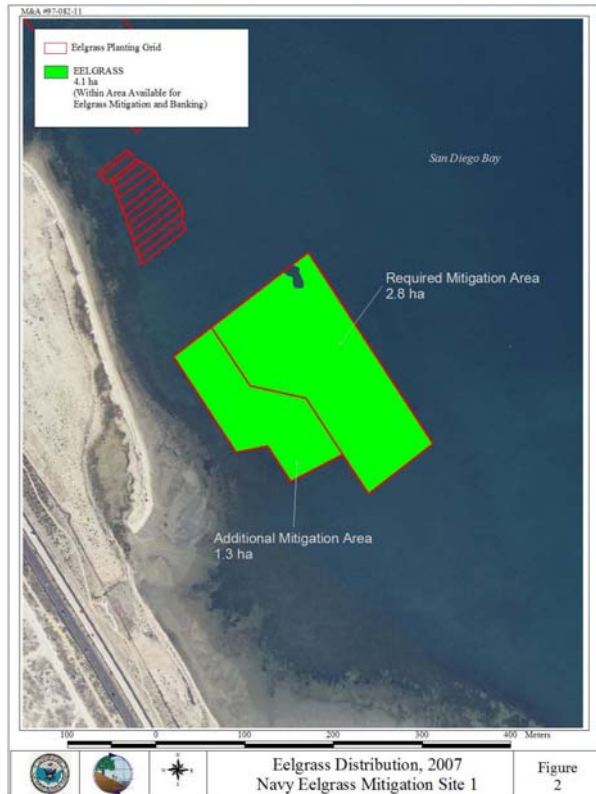 M&A #97-082-11
Eelgrass Planting Grid
EELGRASS
4.1 ha
(Within Area Available for
Eelgrass Mitigation and Banking)
San Diego Bay
Required Mitigation Area
2.8 ha
Additional Mitigation Area
1.3 ha
100 0 100 200 300 400 Meters
Eelgrass Distribution, 2007
Navy Eelgrass Mitigation Site 1
Figure
2